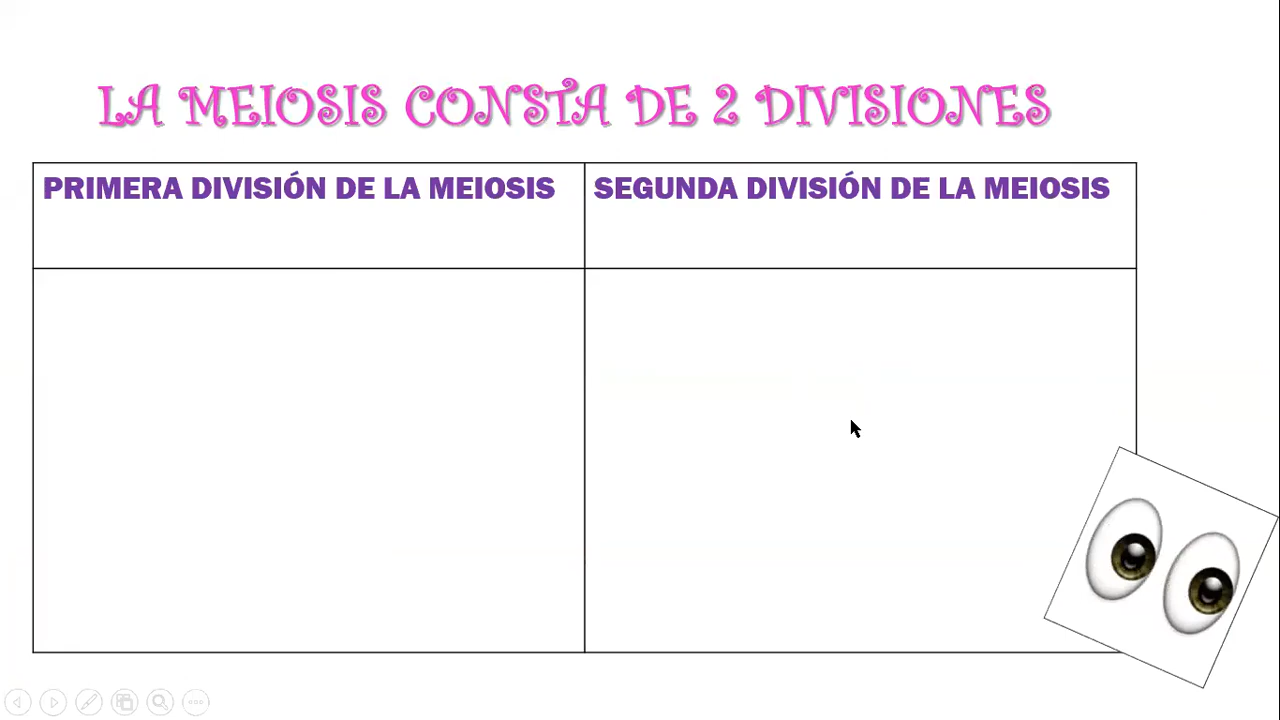 LA MEIOSIS CONSTA DE 2 DIVISIONES
PRIMERA DIVISIÓN DE LA MEIOSIS
SEGUNDA DIVISIÓN DE LA MEIOSIS